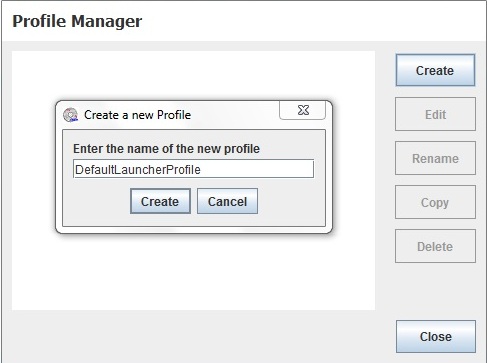 Profile Manager
Create
Create a new Profile
Edit
Enter the name of the new profile
Rename
DefaultLauncherProfile
Create Cancel
Copy
Delete
Close